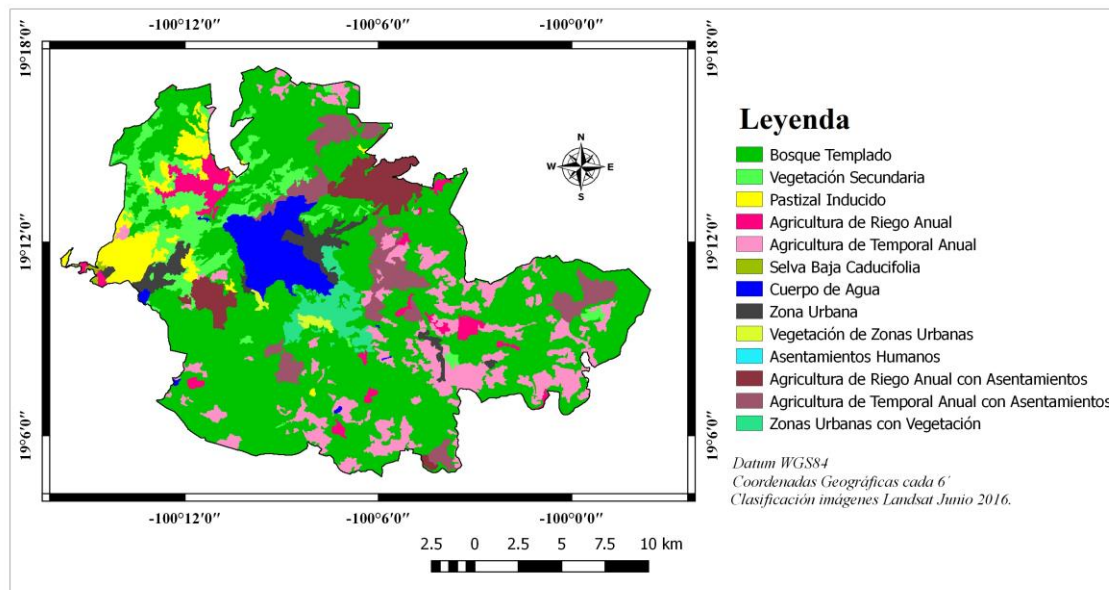 -100°12'0" -100°6'0" -100°0'0"
19°18'0" 19°18'0"
N
W E
S
19°12'0" 19°12'0"
19°6'0" 19°6'0"
-100°12'0" -100°6'0" -100°0'0"
2.5 0 2.5 5 7.5 10 km
Leyenda
Bosque Templado
Vegetación Secundaria
Pastizal Inducido
Agricultura de Riego Anual
Agricultura de Temporal Anual
Selva Baja Caducifolia
Cuerpo de Agua
Zona Urbana
Vegetación de Zonas Urbanas
Asentamientos Humanos
Agricultura de Riego Anual con Asentamientos
Agricultura de Temporal Anual con Asentamientos
Zonas Urbanas con Vegetación
Datum WGS84
Coordenadas Geográficas cada 6´
Clasificación imágenes Landsat Junio 2016.